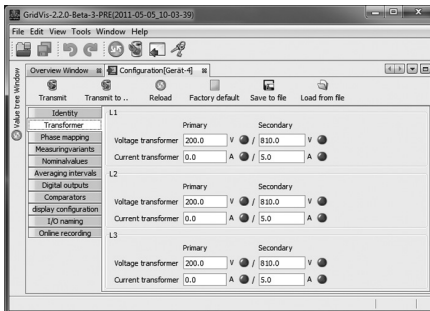 GridVis-2.2.0-Beta-3-PRE(2011-05-05_10-03-39)
File Edit View Tools Window Help
Value tree Window
Overview Window Configuration[Gerät-4]
Transmit Transmit to .. Reload Factory default Save to file Load from file
Identity
Transformer
Phase mapping
Measuringvariants
Nominalvalues
Averaging intervals
Digital outputs
Comparators
display configuration
I/O naming
Online recording
L1
Primary Secondary
Voltage transformer 200.0 V / 810.0 V
Current transformer 0.0 A / 5.0 A
L2
Primary Secondary
Voltage transformer 200.0 V / 810.0 V
Current transformer 0.0 A / 5.0 A
L3
Primary Secondary
Voltage transformer 200.0 V / 810.0 V
Current transformer 0.0 A / 5.0 A